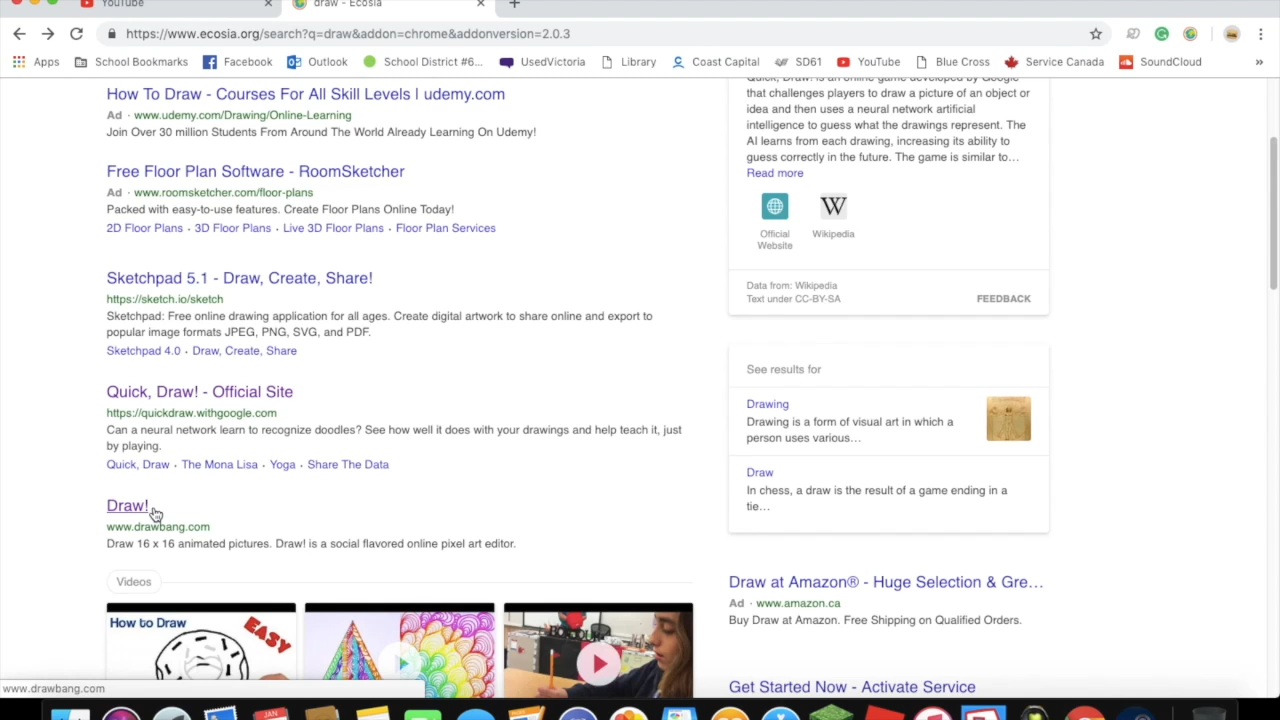 YouTube
draw - Ecosia
https://www.ecosia.org/search?q=draw&addon=chrome&addonversion=2.0.3
Apps School Bookmarks Facebook Outlook School District #6... UsedVictoria Library Coast Capital SD61 YouTube Blue Cross Service Canada SoundCloud »
How To Draw - Courses For All Skill Levels | udemy.com
Ad · www.udemy.com/Drawing/Online-Learning
Join Over 30 million Students From Around The World Already Learning On Udemy!
Free Floor Plan Software - RoomSketcher
Ad · www.roomsketcher.com/floor-plans
Packed with easy-to-use features. Create Floor Plans Online Today!
2D Floor Plans · 3D Floor Plans · Live 3D Floor Plans · Floor Plan Services
Sketchpad 5.1 - Draw, Create, Share!
https://sketch.io/sketch
Sketchpad: Free online drawing application for all ages. Create digital artwork to share online and export to
popular image formats JPEG, PNG, SVG, and PDF.
Sketchpad 4.0 · Draw, Create, Share
Quick, Draw! - Official Site
https://quickdraw.withgoogle.com
Can a neural network learn to recognize doodles? See how well it does with your drawings and help teach it, just
by playing.
Quick, Draw · The Mona Lisa · Yoga · Share The Data
Draw!
www.drawbang.com
Draw 16 x 16 animated pictures. Draw! is a social flavored online pixel art editor.
Videos
How to Draw
EASY
www.drawbang.com
Quick, Draw! is an online game developed by Google
that challenges players to draw a picture of an object or
idea and then uses a neural network artificial
intelligence to guess what the drawings represent. The
AI learns from each drawing, increasing its ability to
guess correctly in the future. The game is similar to…
Read more
W
Official
Website
Wikipedia
Data from: Wikipedia
Text under CC-BY-SA
FEEDBACK
See results for
Drawing
Drawing is a form of visual art in which a
person uses various…
Draw
In chess, a draw is the result of a game ending in a
tie…
Draw at Amazon® - Huge Selection & Gre…
Ad · www.amazon.ca
Buy Draw at Amazon. Free Shipping on Qualified Orders.
Get Started Now - Activate Service
JAN